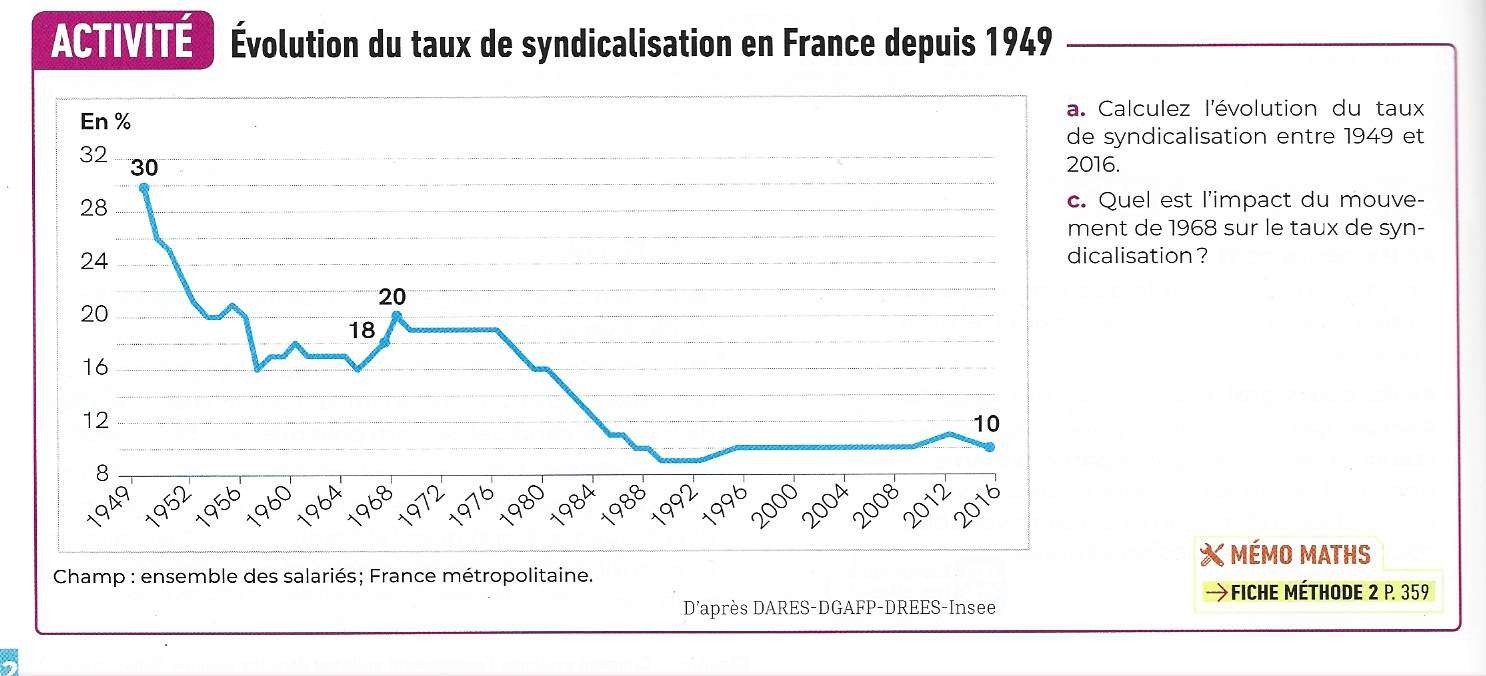 ACTIVITÉ Évolution du taux de syndicalisation en France depuis 1949
En %
32
28
24
20
16
12
8
30
18
20
10
1949 1952 1956 1960 1964 1968 1972 1976 1980 1984 1988 1992 1996 2000 2004 2008 2012 2016
Champ : ensemble des salariés ; France métropolitaine.
D'après DARES-DGAFP-DREES-Insee
a. Calculez l'évolution du taux
de syndicalisation entre 1949 et
2016.
c. Quel est l'impact du mouve-
ment de 1968 sur le taux de syn-
dicalisation ?
MÉMO MATHS
→ FICHE MÉTHODE 2 P. 359